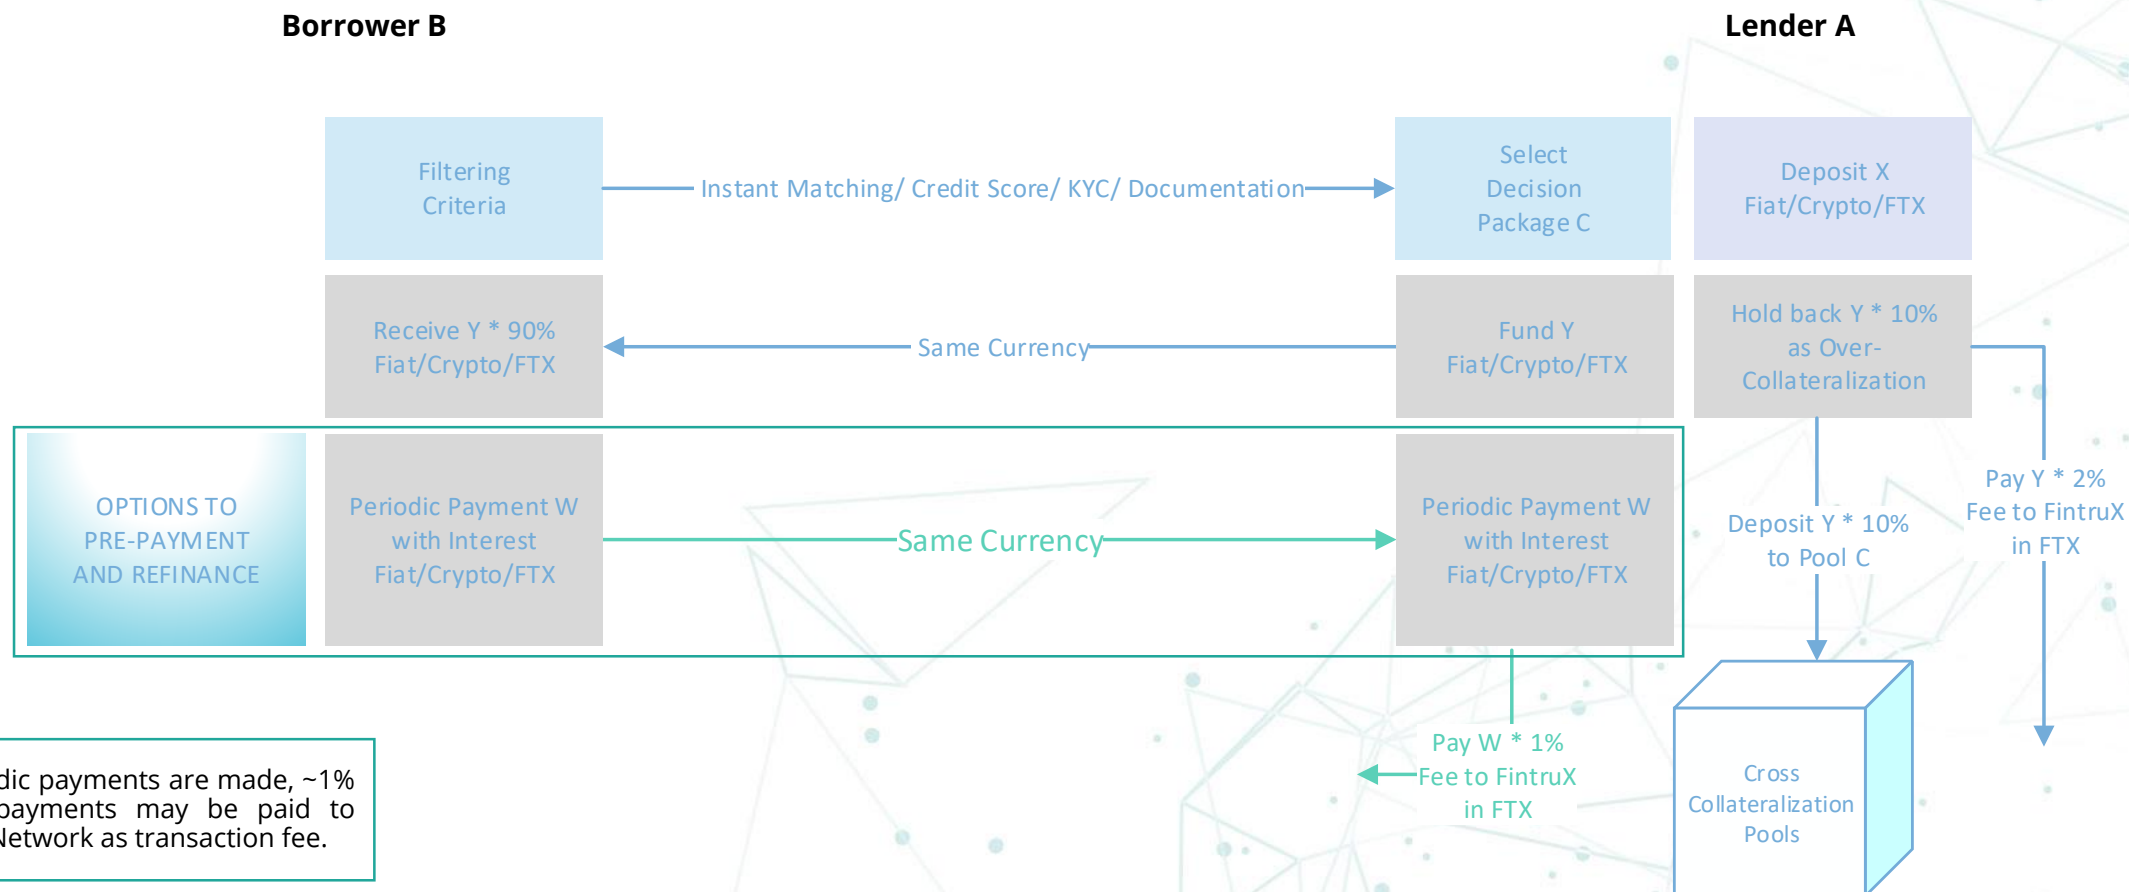 Borrower B
Lender A
Filtering
Criteria
Instant Matching/ Credit Score/ KYC/ Documentation
Select
Decision
Package C
Deposit X
Fiat/Crypto/FTX
Receive Y * 90%
Fiat/Crypto/FTX
Same Currency
Fund Y
Fiat/Crypto/FTX
Hold back Y * 10%
as Over-
Collateralization
OPTIONS TO
PRE-PAYMENT
AND REFINANCE
Periodic Payment W
with Interest
Fiat/Crypto/FTX
Same Currency
Periodic Payment W
with Interest
Fiat/Crypto/FTX
Deposit Y * 10%
to Pool C
Pay Y * 2%
Fee to FintruX
in FTX
Pay W * 1%
Fee to FintruX
in FTX
Cross
Collateralization
Pools
dic payments are made, ~1%
payments may be paid to
Network as transaction fee.